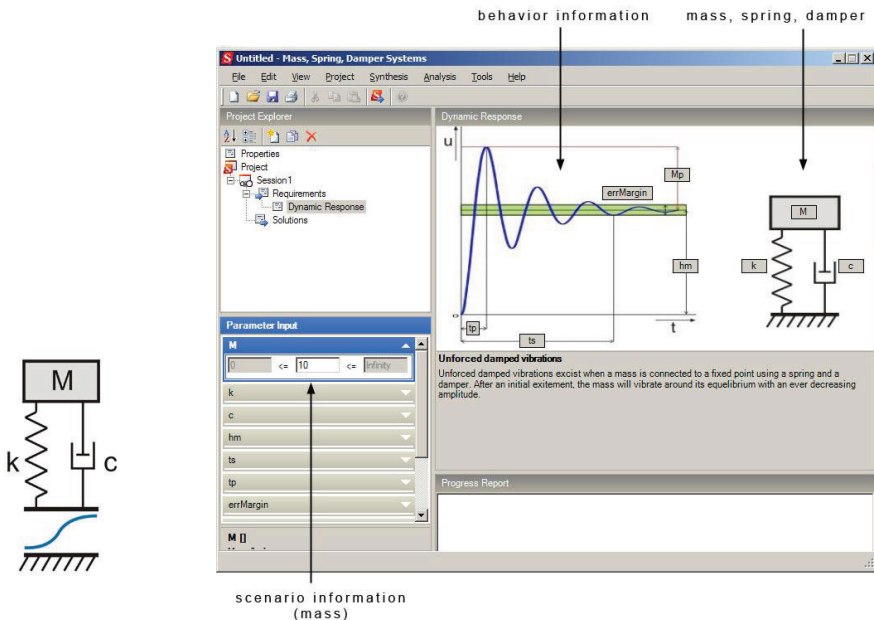 behavior information
mass, spring, damper
Untitled - Mass, Spring, Damper Systems
File Edit View Project Synthesis Analysis Tools Help
Project Explorer
Properties
Project
Session1
Requirements
Dynamic Response
Solutions
Parameter Input
M
0 <= 10 <= Infinity
k
c
hm
ts
tp
errMargin
M []
Dynamic Response
u
Mp
errMargin
hm
tp
t
ts
M
k
c
Unforced damped vibrations
Unforced damped vibrations excist when a mass is connected to a fixed point using a spring and a
damper. After an initial exitement, the mass will vibrate around its equilibrium with an ever decreasing
amplitude.
Progress Report
M
k
c
scenario information
(mass)